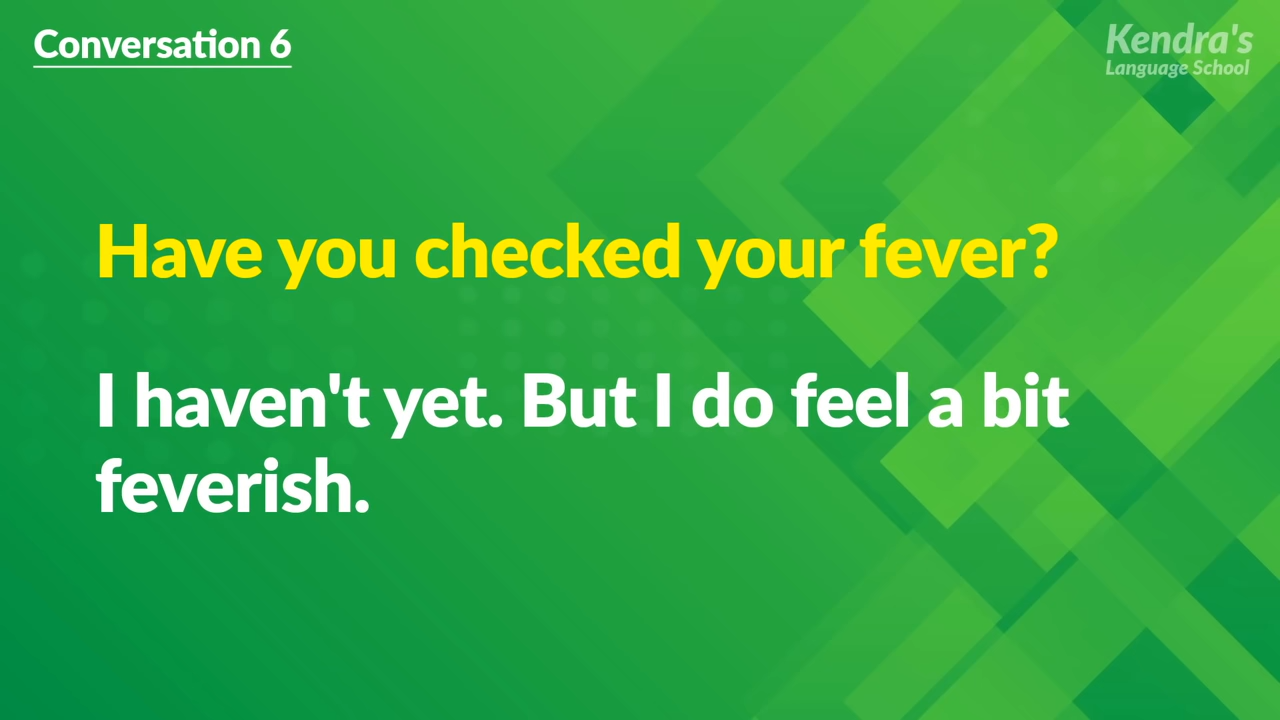 Conversation 6
Kendra's
Language School
Have you checked your fever?
I haven't yet. But I do feel a bit
feverish.